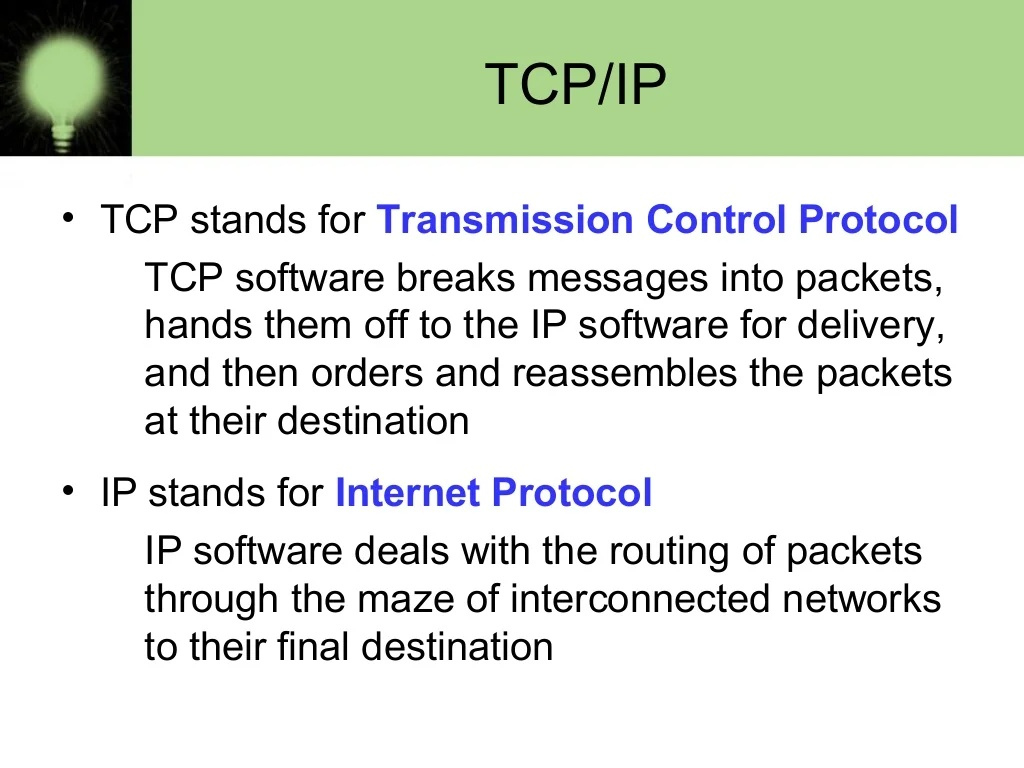 TCP/IP
• TCP stands for Transmission Control Protocol
TCP software breaks messages into packets,
hands them off to the IP software for delivery,
and then orders and reassembles the packets
at their destination
• IP stands for Internet Protocol
IP software deals with the routing of packets
through the maze of interconnected networks
to their final destination